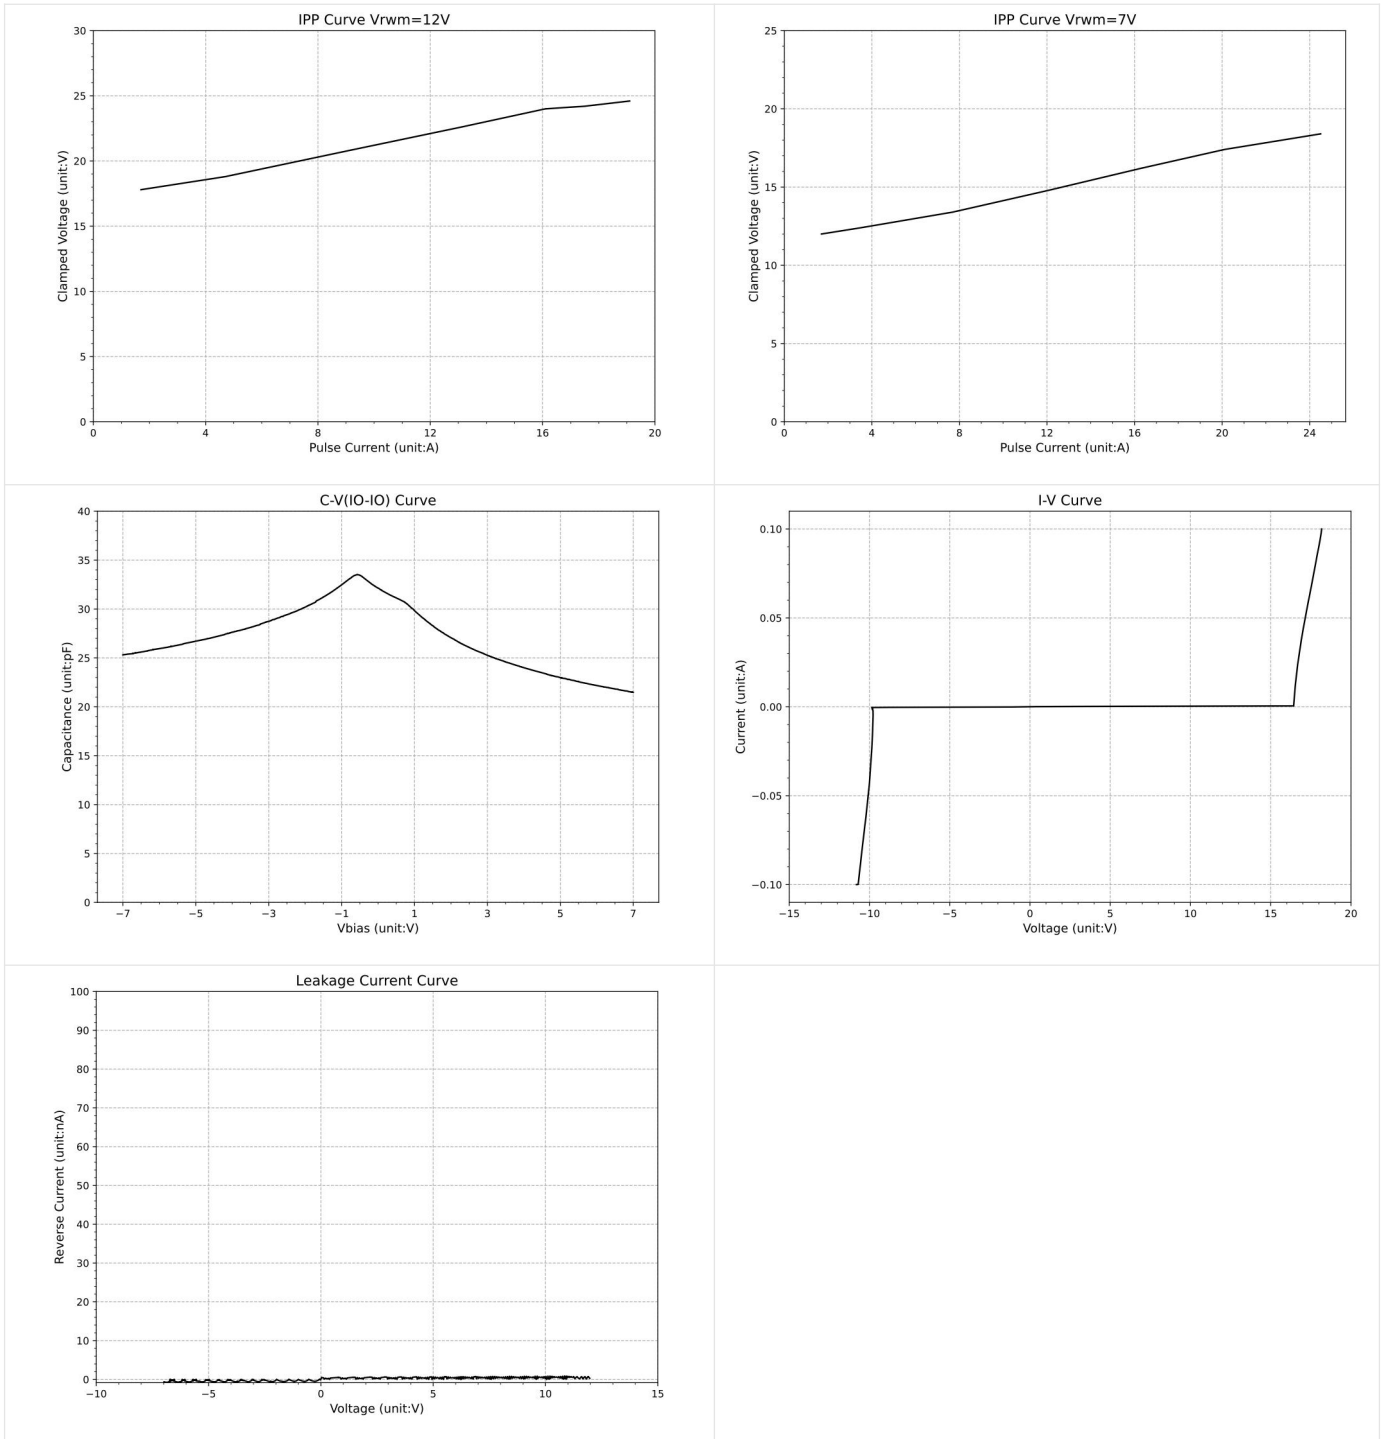 IPP Curve Vrwm=12V
30
25
20
15
10
5
0
Clamped Voltage (unit:V)
0 4 8 12 16 20
Pulse Current (unit:A)
IPP Curve Vrwm=7V
25
20
15
10
5
0
Clamped Voltage (unit:V)
0 4 8 12 16 20 24
Pulse Current (unit:A)
C-V(IO-IO) Curve
40
35
30
25
20
15
10
5
0
Capacitance (unit:pF)
−7 −5 −3 −1 1 3 5 7
Vbias (unit:V)
I-V Curve
0.10
0.05
0.00
−0.05
−0.10
Current (unit:A)
−15 −10 −5 0 5 10 15 20
Voltage (unit:V)
Leakage Current Curve
100
90
80
70
60
50
40
30
20
10
0
Reverse Current (unit:nA)
−10 −5 0 5 10 15
Voltage (unit:V)